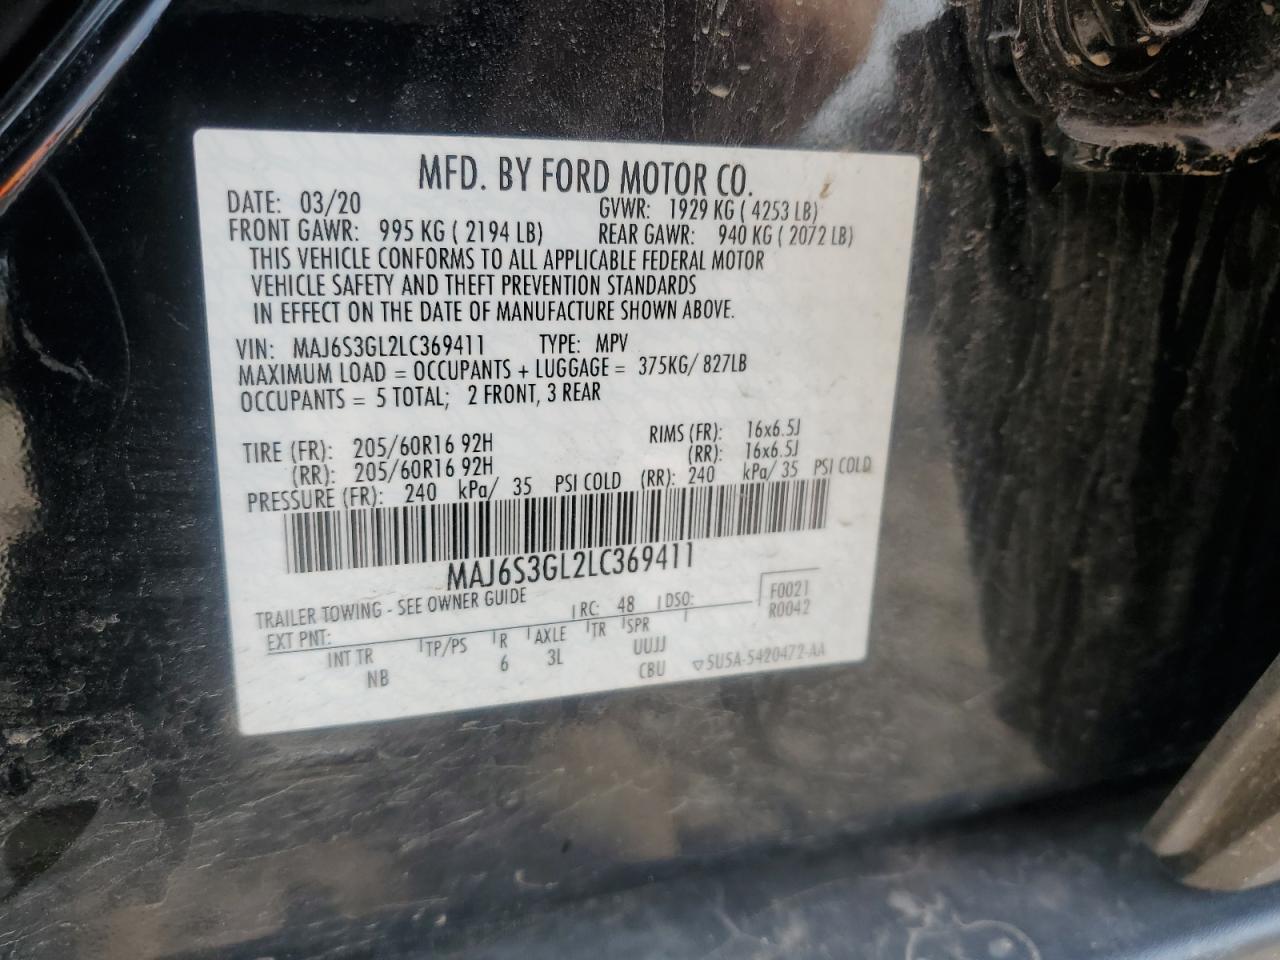 MFD. BY FORD MOTOR CO.
DATE: 03/20 GVWR: 1929 KG ( 4253 LB)
FRONT GAWR: 995 KG ( 2194 LB) REAR GAWR: 940 KG ( 2072 LB)
THIS VEHICLE CONFORMS TO ALL APPLICABLE FEDERAL MOTOR
VEHICLE SAFETY AND THEFT PREVENTION STANDARDS
IN EFFECT ON THE DATE OF MANUFACTURE SHOWN ABOVE.
VIN: MAJ6S3GL2LC369411 TYPE: MPV
MAXIMUM LOAD = OCCUPANTS + LUGGAGE = 375KG/ 827LB
OCCUPANTS = 5 TOTAL; 2 FRONT, 3 REAR
TIRE (FR): 205/60R16 92H RIMS (FR): 16x6.5J
(RR): 205/60R16 92H (RR): 16x6.5J
PRESSURE (FR): 240 kPa/ 35 PSI COLD (RR): 240 kPa/ 35 PSI COLD
MAJ6S3GL2LC369411
TRAILER TOWING - SEE OWNER GUIDE
EXT PNT: RC: 48 DSO: F0021
R0042
INT TR TP/PS R AXLE TR SPR
NB 6 3L UUJJ
CBU 5U5A-5420472-AA